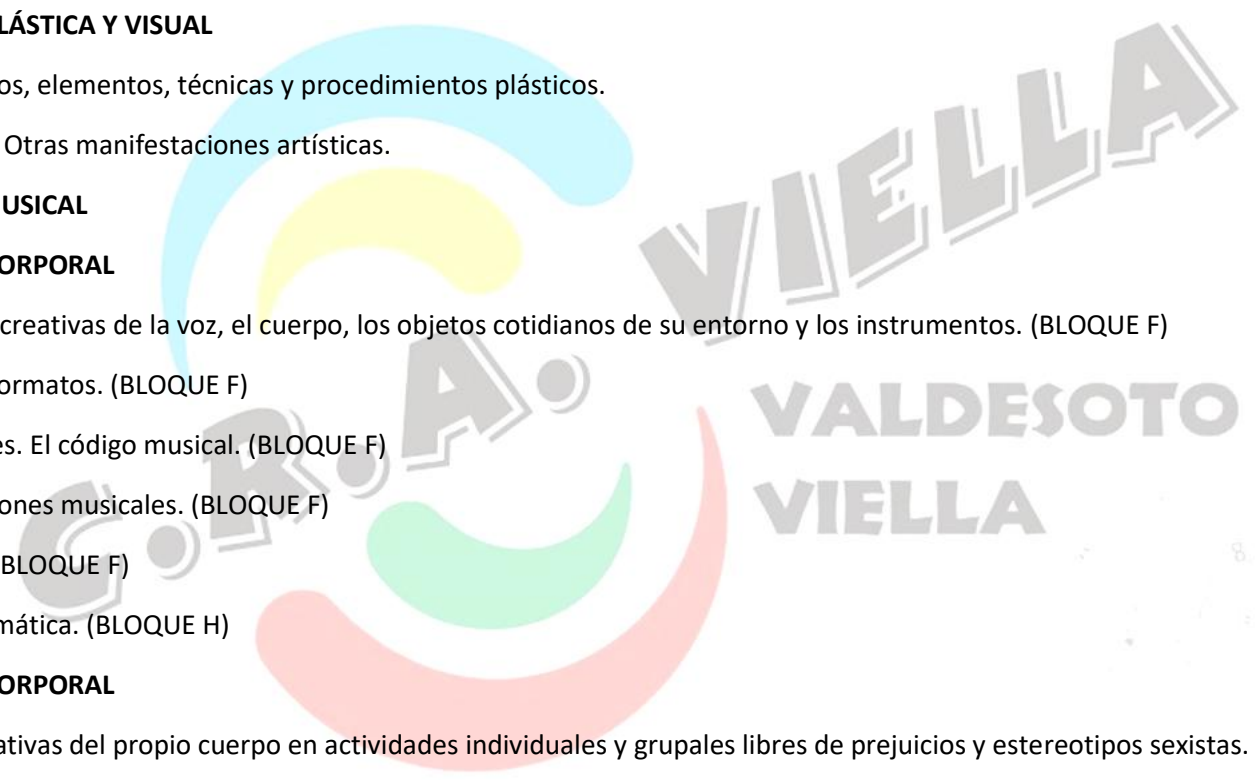 LÁSTICA Y VISUAL
os, elementos, técnicas y procedimientos plásticos.
Otras manifestaciones artísticas.
USICAL
ORPORAL
creativas de la voz, el cuerpo, los objetos cotidianos de su entorno y los instrumentos. (BLOQUE F)
ormatos. (BLOQUE F)
es. El código musical. (BLOQUE F)
ones musicales. (BLOQUE F)
BLOQUE F)
mática. (BLOQUE H)
ORPORAL
ativas del propio cuerpo en actividades individuales y grupales libres de prejuicios y estereotipos sexistas.
C.R.A. VIELLA
VALDESOTO
VIELLA